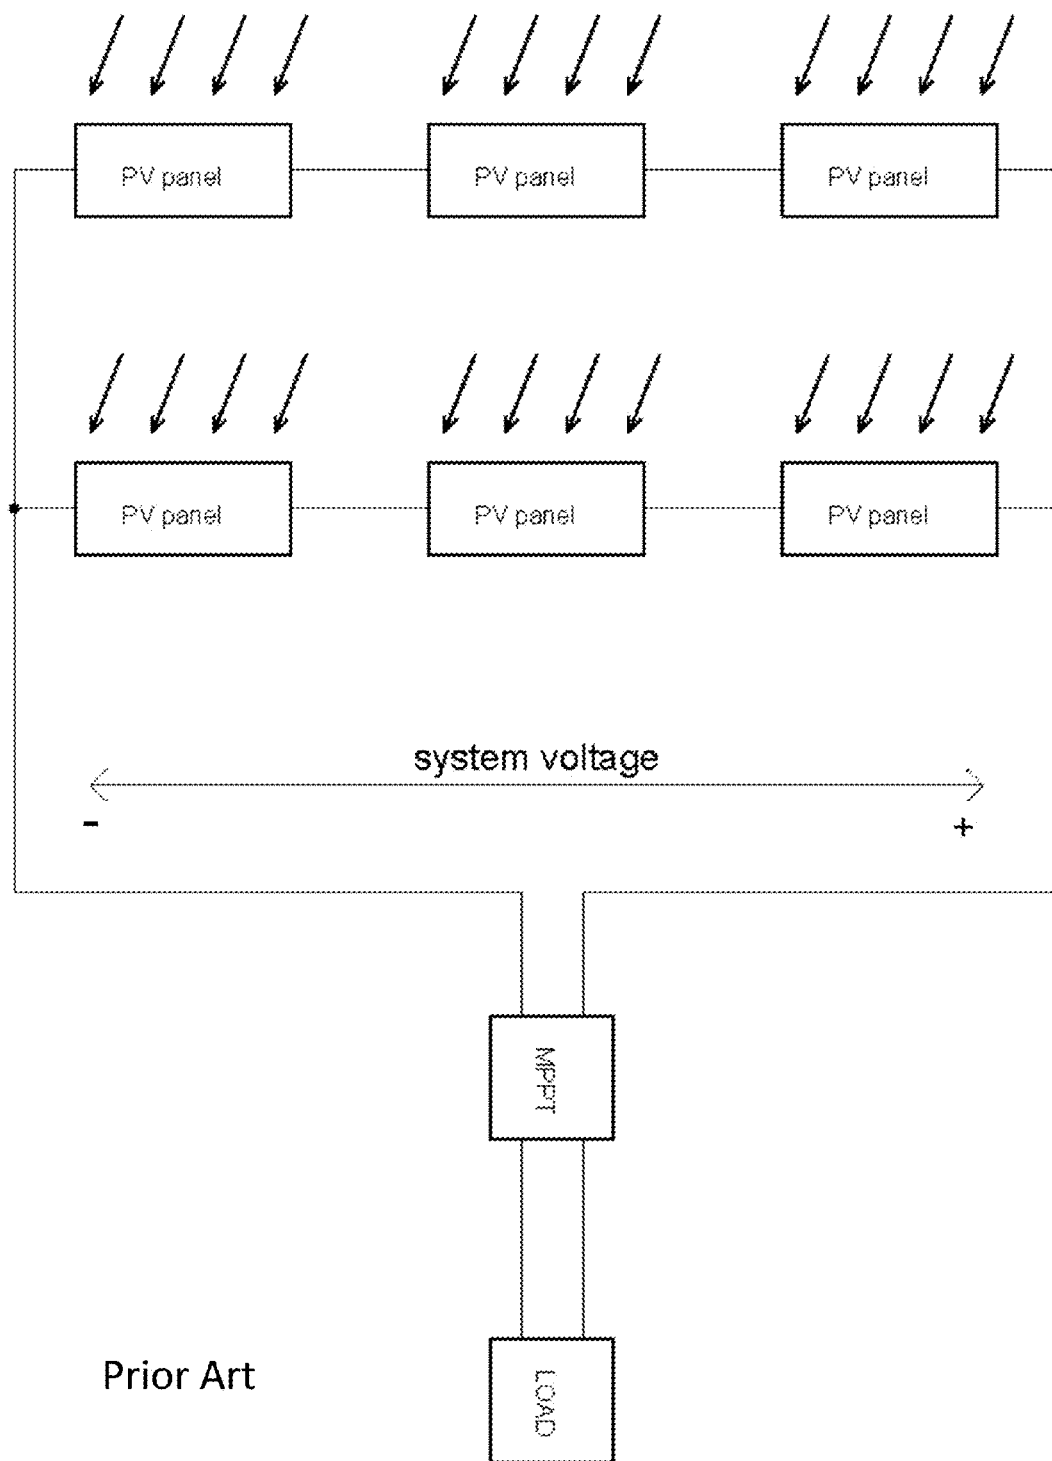 PV panel PV panel PV panel
PV panel PV panel PV panel
system voltage
- +
MPPT
LOAD
Prior Art